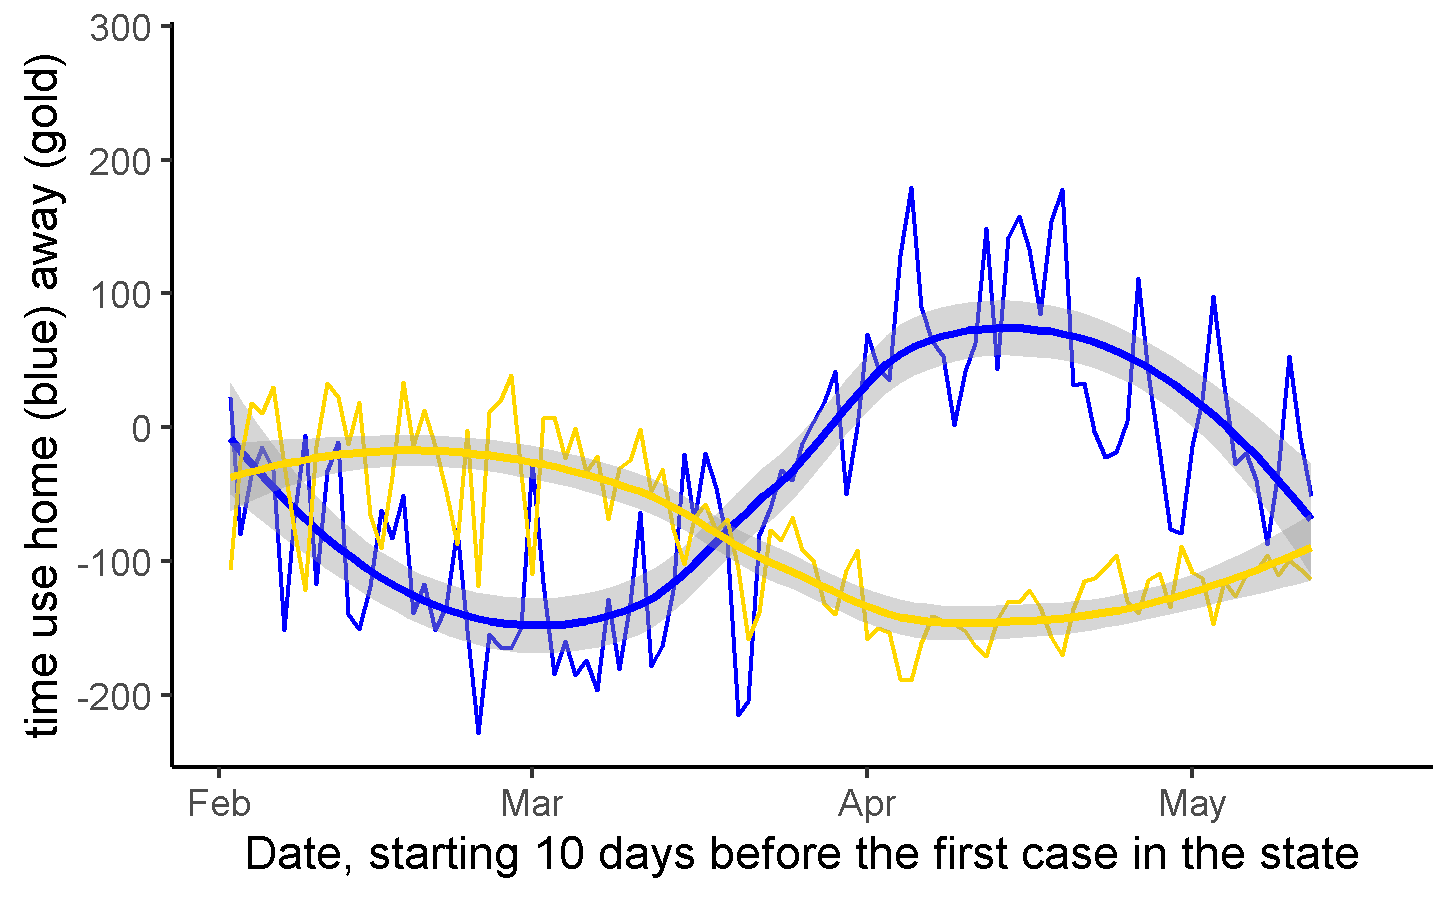 time use home (blue) away (gold)
300
200
100
0
-100
-200
Feb
Mar
Apr
May
Date, starting 10 days before the first case in the state